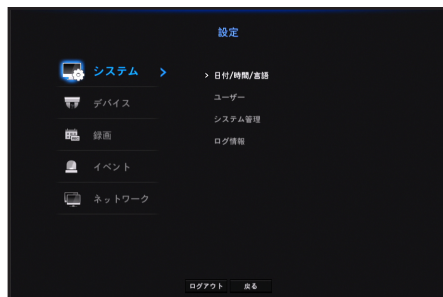 設定
システム
デバイス
録画
イベント
ネットワーク
日付/時間/言語
ユーザー
システム管理
ログ情報
ログアウト
戻る